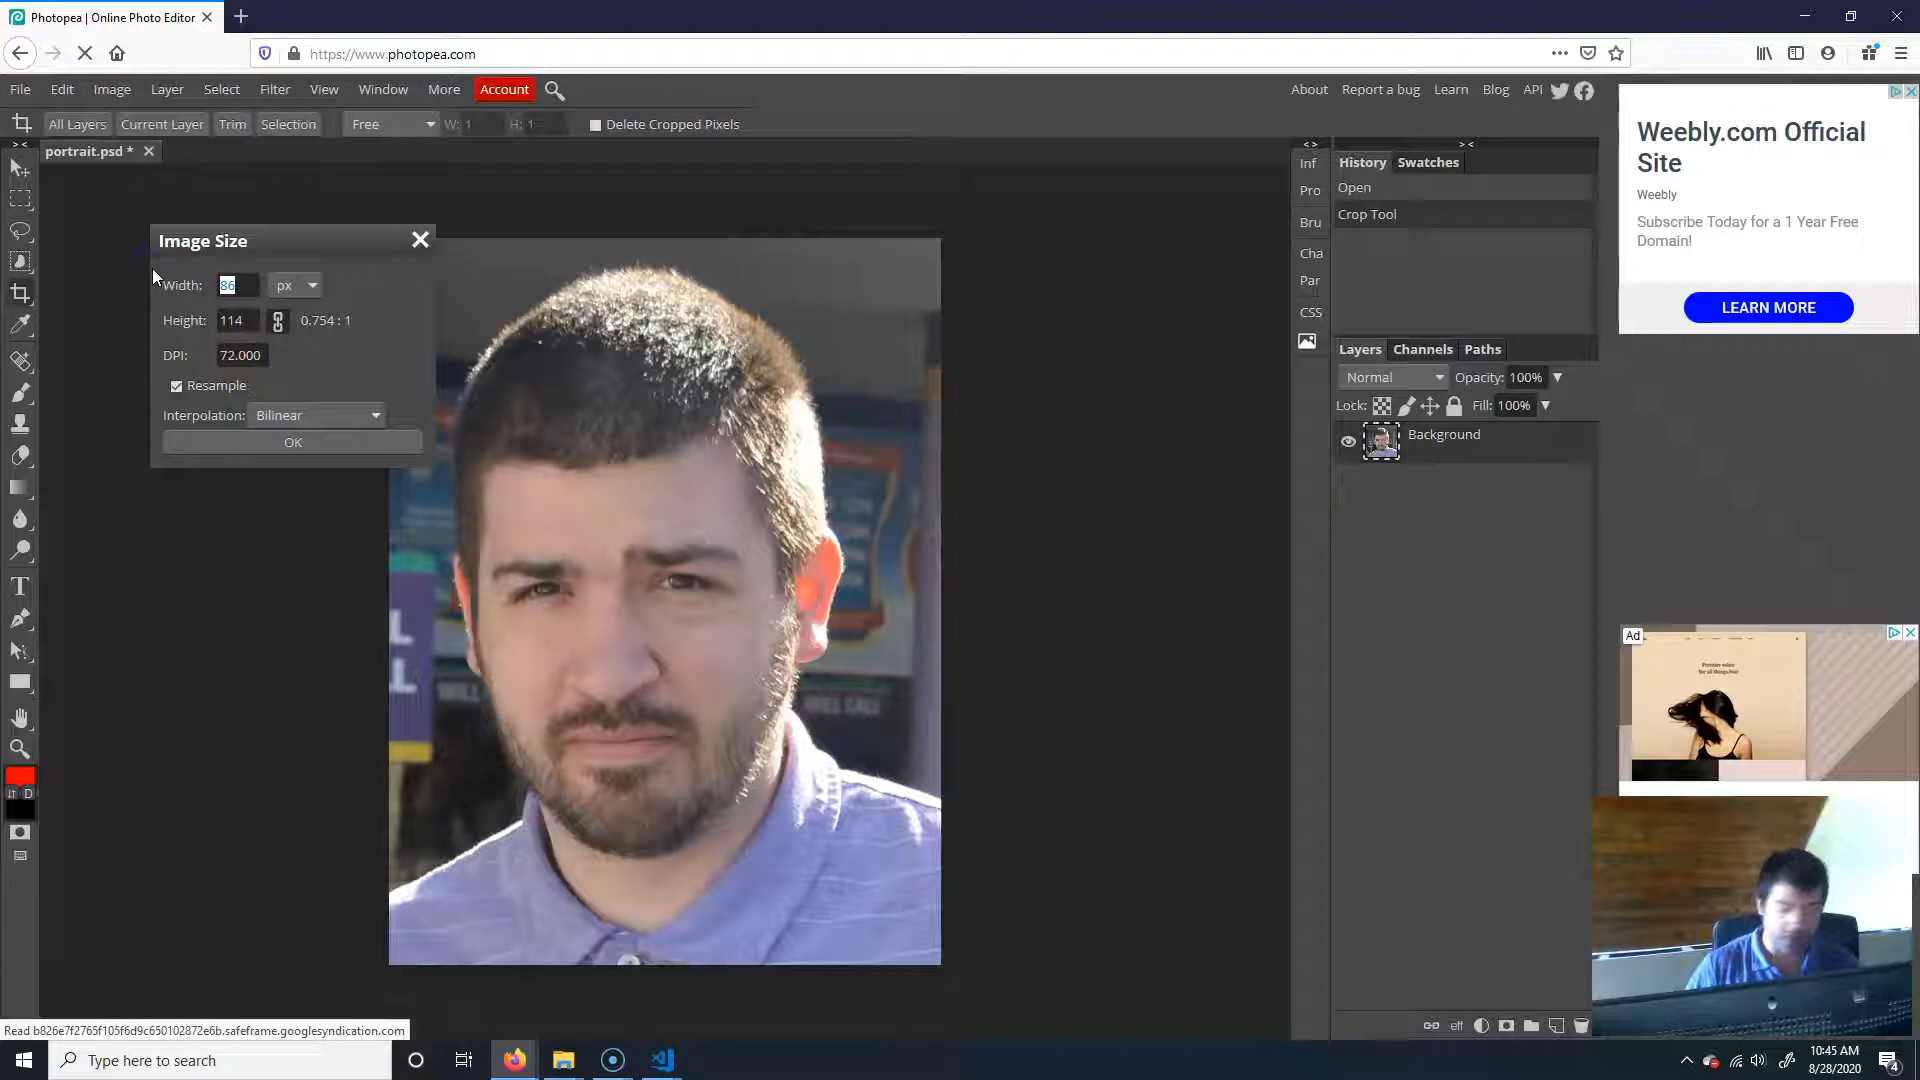 Photopea | Online Photo Editor
https://www.photopea.com
File Edit Image Layer Select Filter View Window More Account
About Report a bug Learn Blog API
All Layers Current Layer Trim Selection Free W: 1 H: 1 Delete Cropped Pixels
portrait.psd *
Image Size
Width: 86 px
Height: 114 0.754 : 1
DPI: 72.000
Resample
Interpolation: Bilinear
OK
WILL CALL
Inf
Pro
Bru
Cha
Par
CSS
History Swatches
Open
Crop Tool
Layers Channels Paths
Normal Opacity: 100%
Lock: Fill: 100%
Background
eff
Weebly.com Official
Site
Weebly
Subscribe Today for a 1 Year Free
Domain!
LEARN MORE
Ad
T
D
Read b826e7f2765f105f6d9c650102872e6b.safeframe.googlesyndication.com
Type here to search
10:45 AM
8/28/2020
4